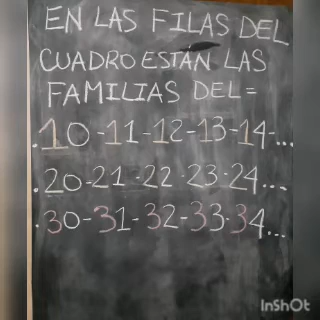 EN LAS FILAS DEL
CUADRO ESTÁN LAS
FAMILIAS DEL =
. 10 - 11 - 12 - 13 - 14 - ...
. 20 - 21 - 22 - 23 - 24 ...
. 30 - 31 - 32 - 33 - 34 ...
InShOt